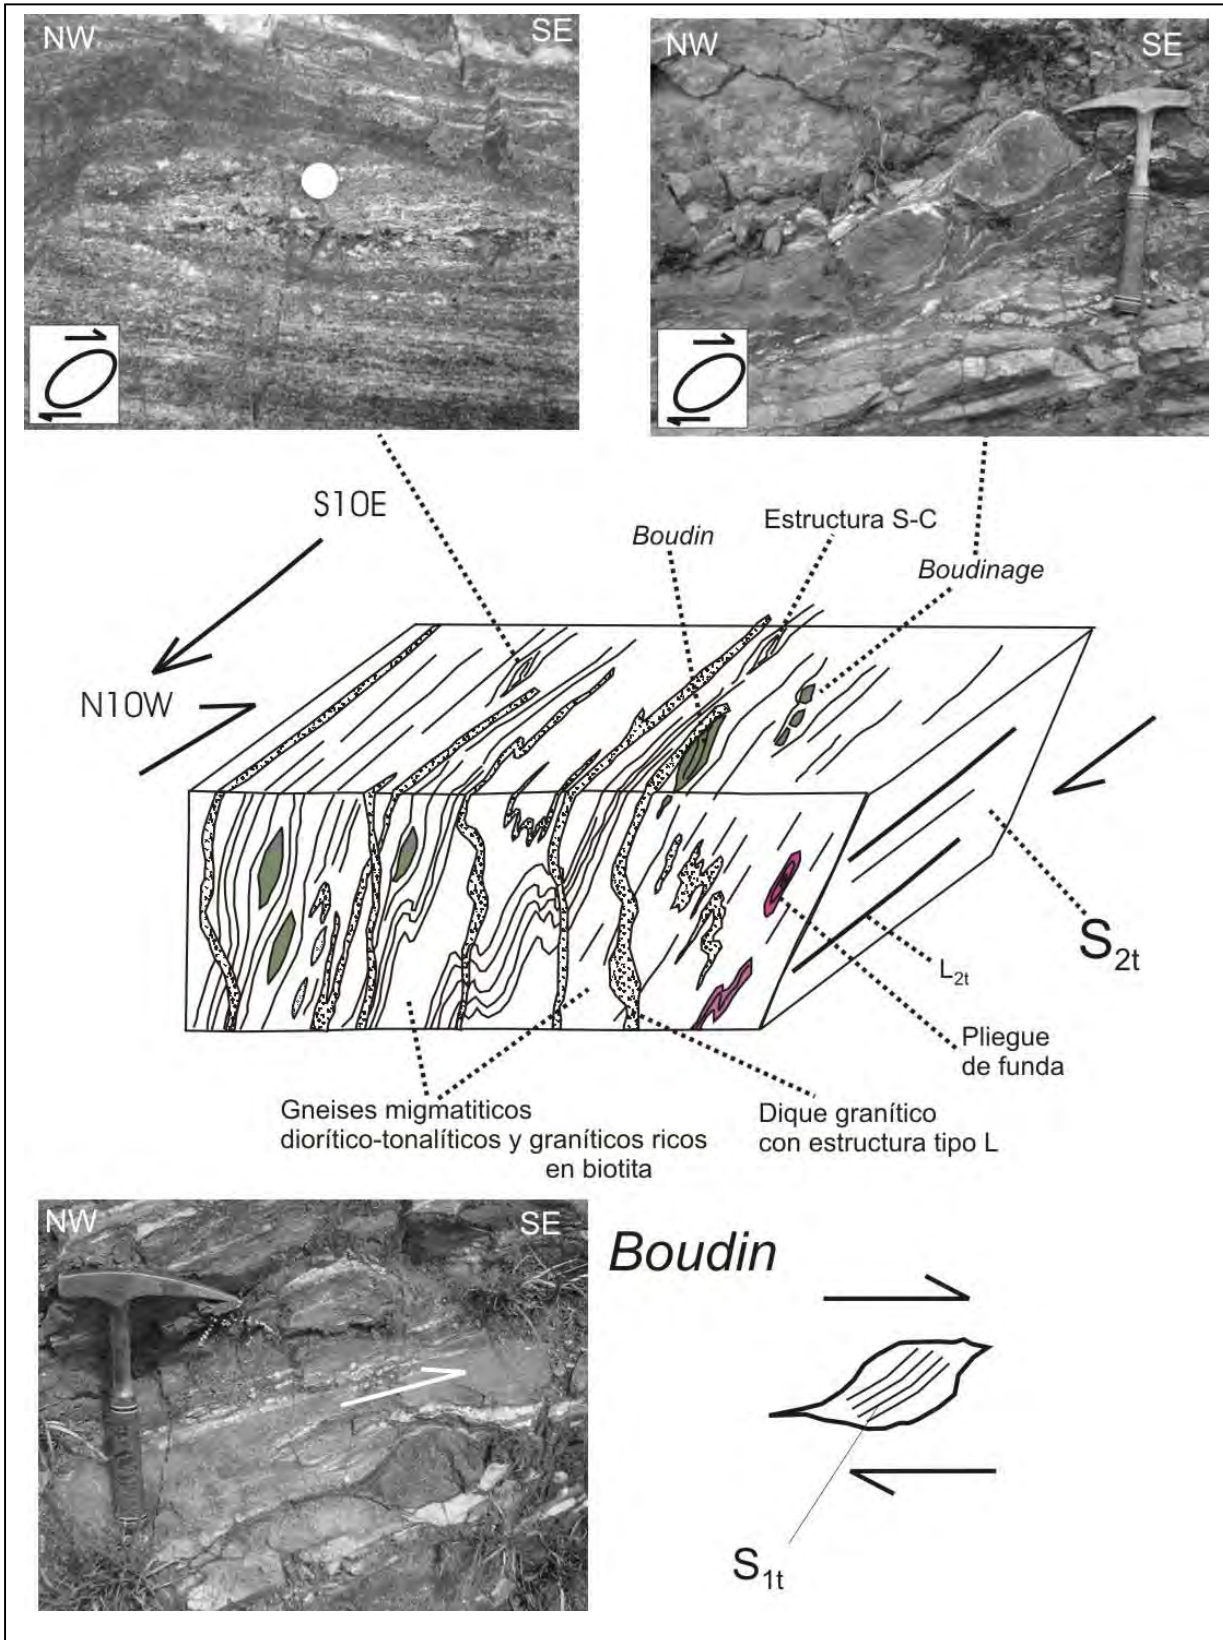 NW
SE
NW
SE
S10E
Boudin
Estructura S-C
Boudinage
N10W
S2t
L2t
Pliegue
de funda
Gneises migmatiticos
diorítico-tonalíticos y graníticos ricos
en biotita
Dique granítico
con estructura tipo L
NW
SE
Boudin
S1t